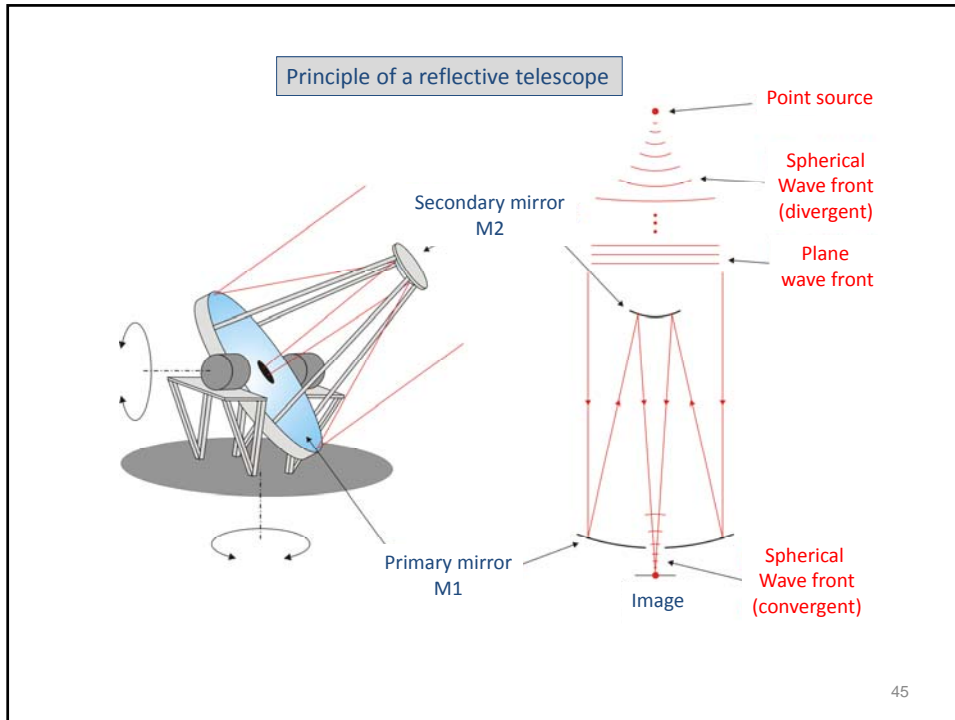 Principle of a reflective telescope
Point source
Spherical
Wave front
(divergent)
Secondary mirror
M2
Plane
wave front
Primary mirror
M1
Image
Spherical
Wave front
(convergent)
45